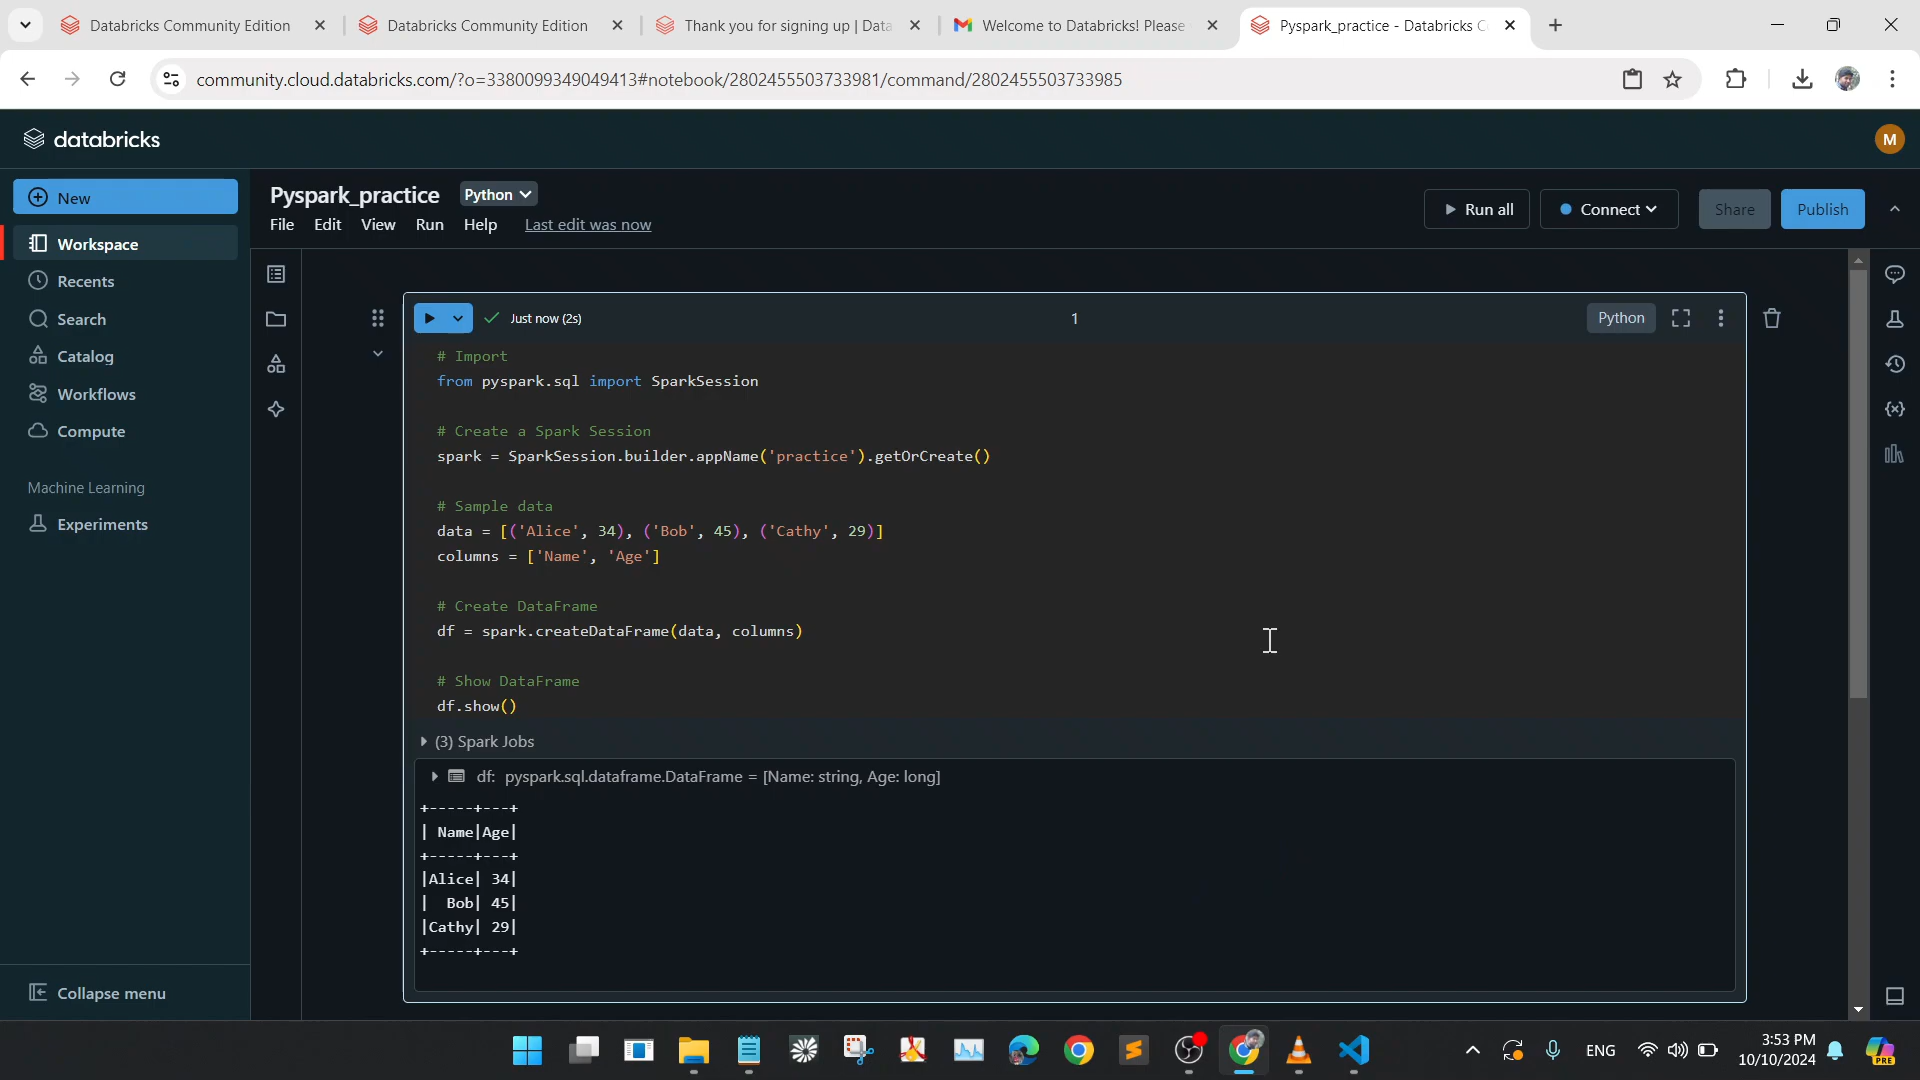 Databricks Community Edition
Databricks Community Edition
Thank you for signing up | Data
Welcome to Databricks! Please
Pyspark_practice - Databricks C
community.cloud.databricks.com/?o=3380099349049413#notebook/2802455503733981/command/2802455503733985
databricks
M
New
Workspace
Recents
Search
Catalog
Workflows
Compute
Machine Learning
Experiments
Collapse menu
Pyspark_practice
Python
File Edit View Run Help Last edit was now
Run all
Connect
Share
Publish
Just now (2s)
1
Python
# Import
from pyspark.sql import SparkSession
# Create a Spark Session
spark = SparkSession.builder.appName('practice').getOrCreate()
# Sample data
data = [('Alice', 34), ('Bob', 45), ('Cathy', 29)]
columns = ['Name', 'Age']
# Create DataFrame
df = spark.createDataFrame(data, columns)
# Show DataFrame
df.show()
(3) Spark Jobs
df: pyspark.sql.dataframe.DataFrame = [Name: string, Age: long]
+-----+---+
| Name|Age|
+-----+---+
|Alice| 34|
|  Bob| 45|
|Cathy| 29|
+-----+---+
ENG
3:53 PM
10/10/2024
PRE